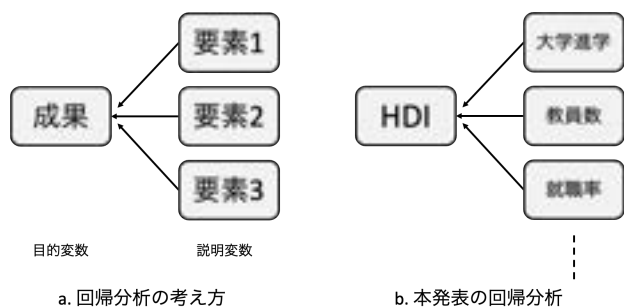 要素1
成果
要素2
要素3
目的変数
説明変数
a. 回帰分析の考え方
大学進学
HDI
教員数
就職率
b. 本発表の回帰分析